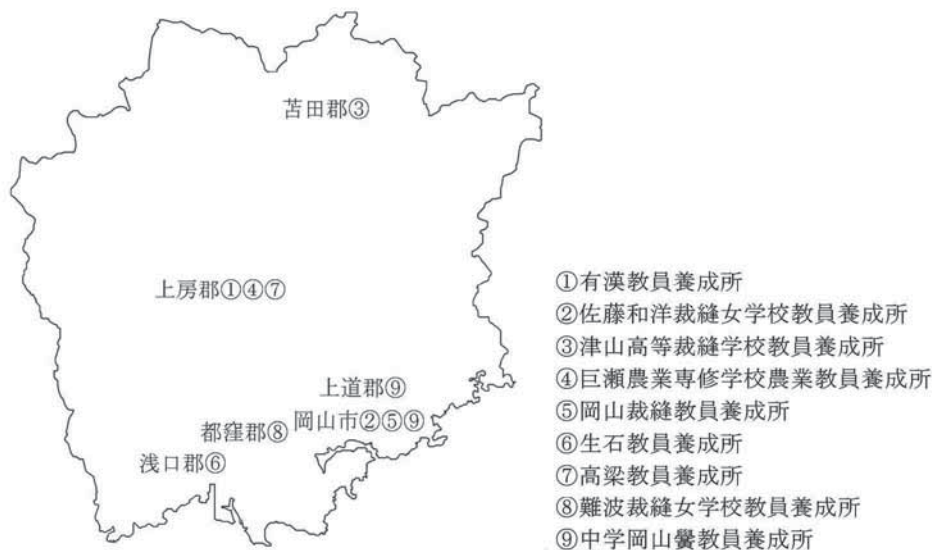 苫田郡③
上房郡①④⑦
上道郡⑨
岡山市②⑤⑨
都窪郡⑧
浅口郡⑥
①有漢教員養成所
②佐藤和洋裁縫女学校教員養成所
③津山高等裁縫学校教員養成所
④巨瀬農業専修学校農業教員養成所
⑤岡山裁縫教員養成所
⑥生石教員養成所
⑦高梁教員養成所
⑧難波裁縫女学校教員養成所
⑨中学岡山黌教員養成所